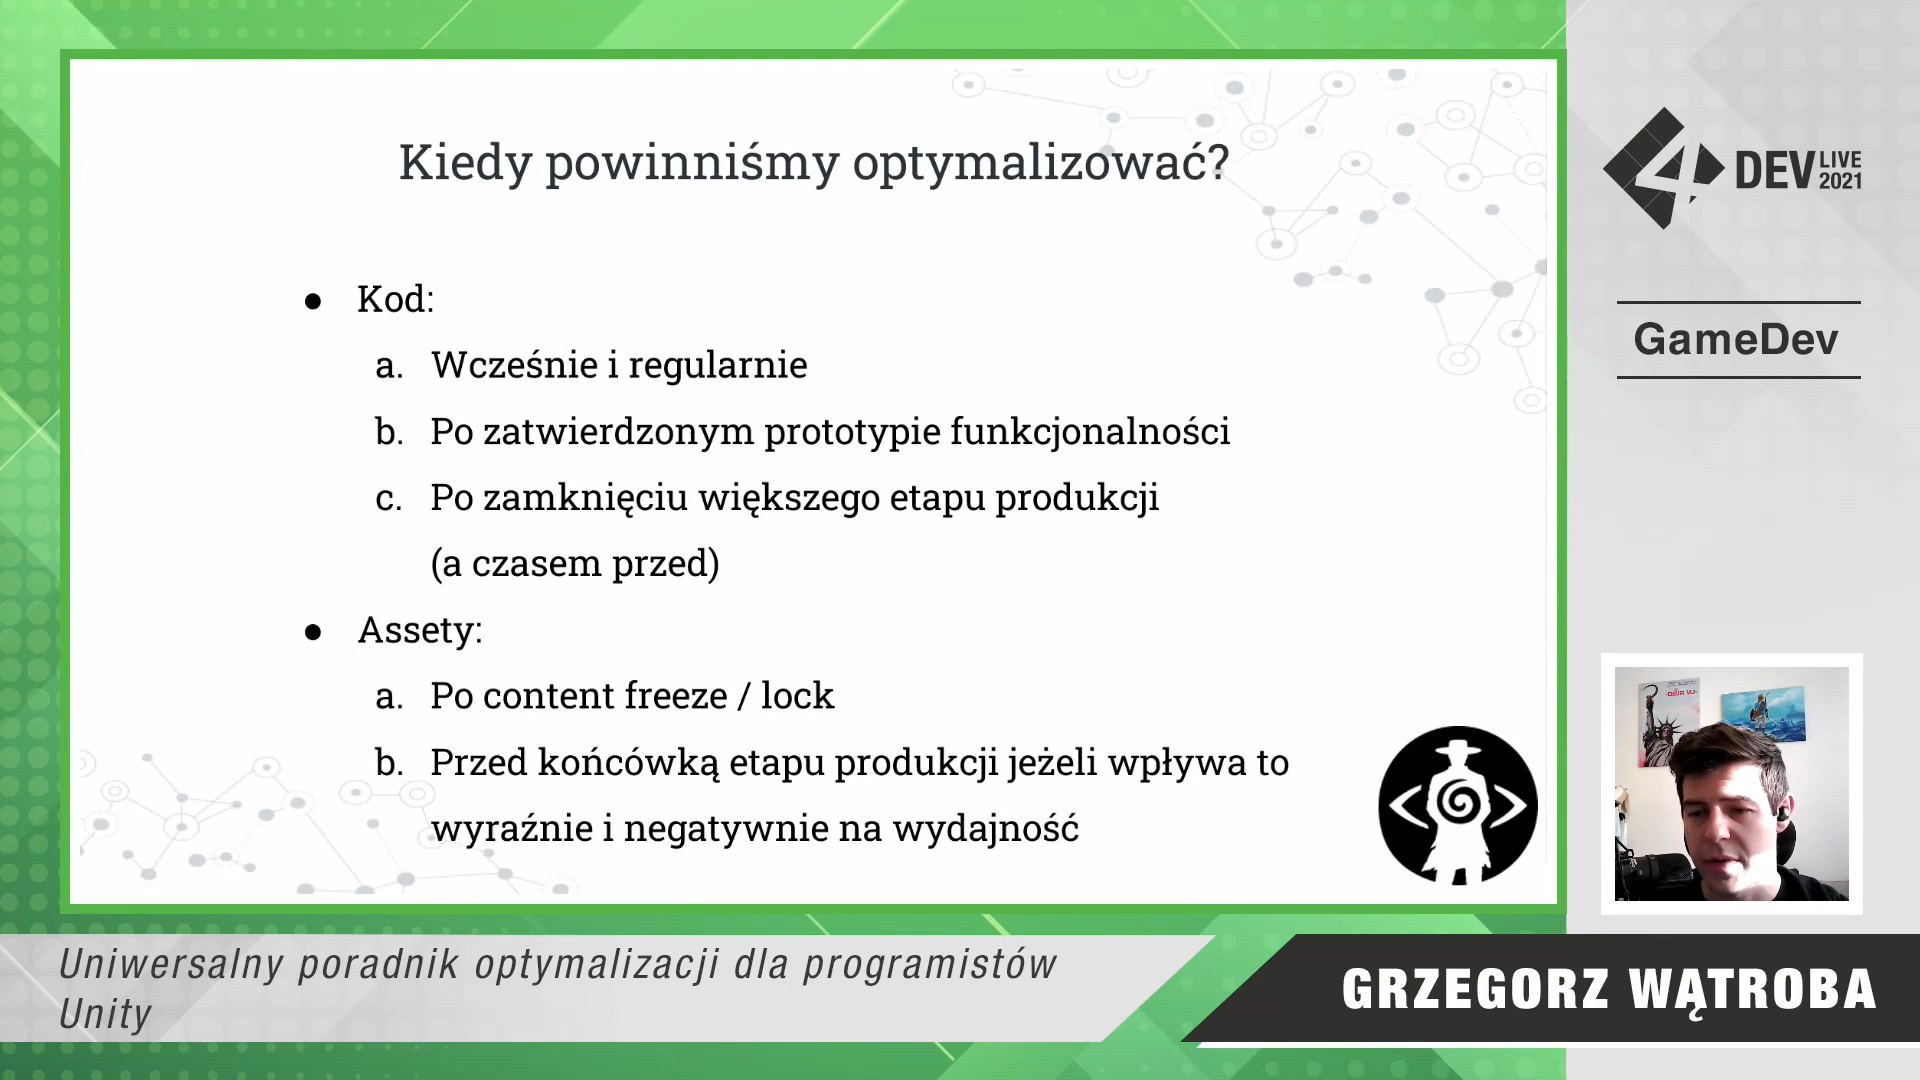 Kiedy powinniśmy optymalizować?
● Kod:
a. Wcześnie i regularnie
b. Po zatwierdzonym prototypie funkcjonalności
c. Po zamknięciu większego etapu produkcji
(a czasem przed)
● Assety:
a. Po content freeze / lock
b. Przed końcówką etapu produkcji jeżeli wpływa to
wyraźnie i negatywnie na wydajność
4DEV LIVE
2021
GameDev
Uniwersalny poradnik optymalizacji dla programistów
Unity
GRZEGORZ WĄTROBA